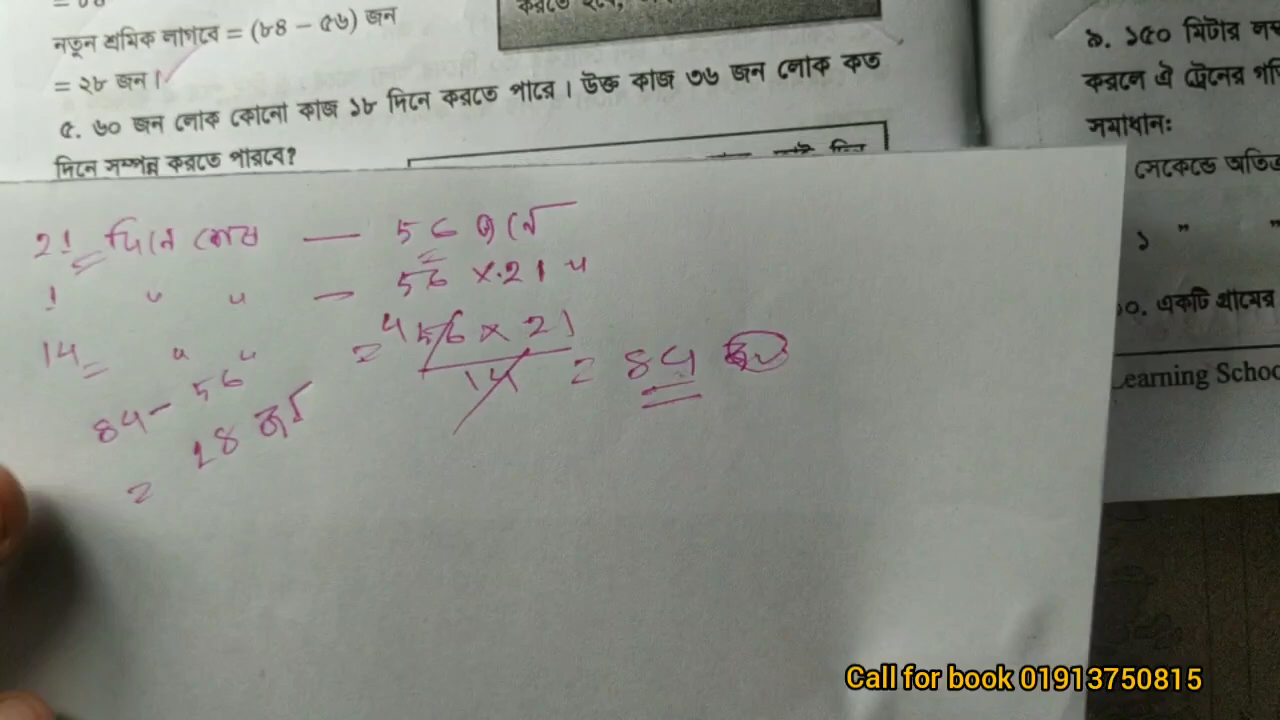 নতুন শ্রমিক লাগবে = (৮৪ – ৫৬) জন
= ২৮ জন।
৫. ৬০ জন লোক কোনো কাজ ১৮ দিনে করতে পারে। উক্ত কাজ ৩৬ জন লোক কত
দিনে সম্পন্ন করতে পারবে?
21 দিনে শেষ — 56 জনে
1 " " — 56 × 21 "
14 " " = 4 56 × 21
14 = 84 জন
84 – 56
= 28 জন
৯. ১৫০ মিটার
করলে ঐ ট্রেনের
সমাধান:
সেকেন্ডে
১ " "
১০. একটি গ্রামের
Learning School
Call for book 01913750815